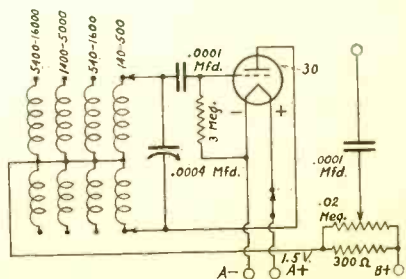 5400-16000
1400-5000
540-1600
140-500
.0001
Mfd.
30
3 Meg.
- +
.0004 Mfd.
.0001
Mfd.
.02
Meg.
1.5 V.
300 Ω
A- A+ B+